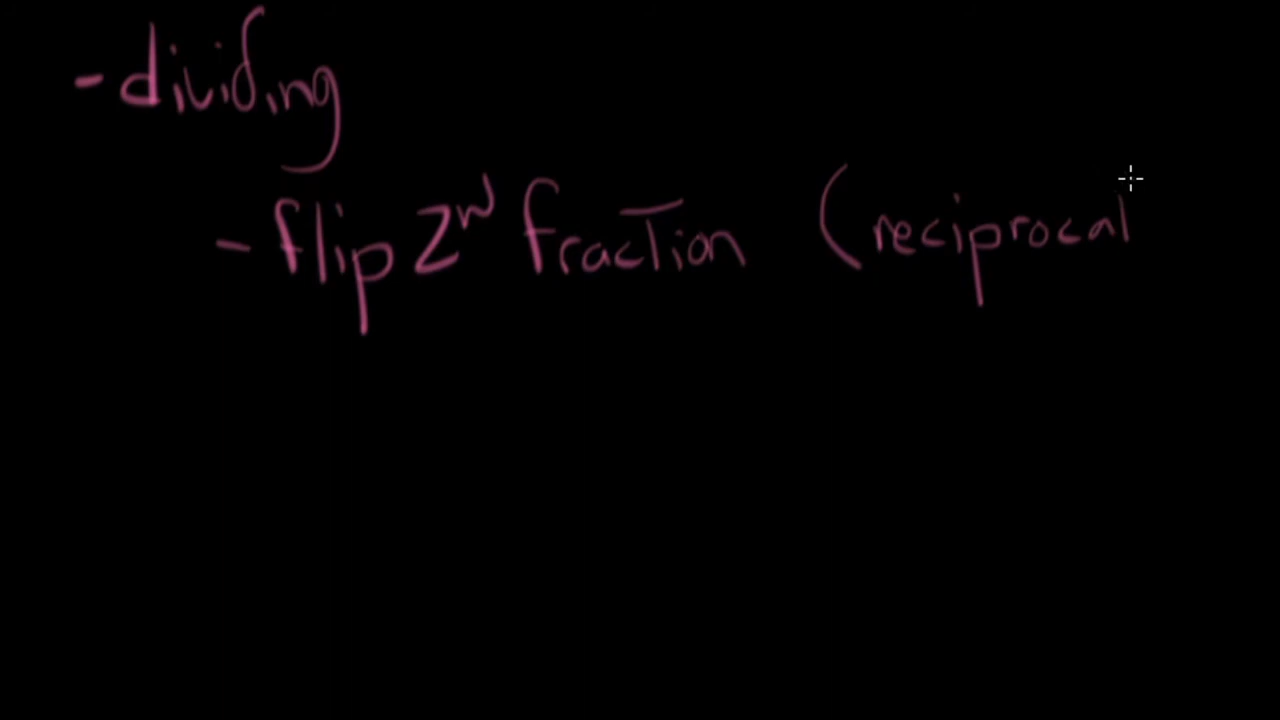 - dividing
- flip 2nd fraction (reciprocal